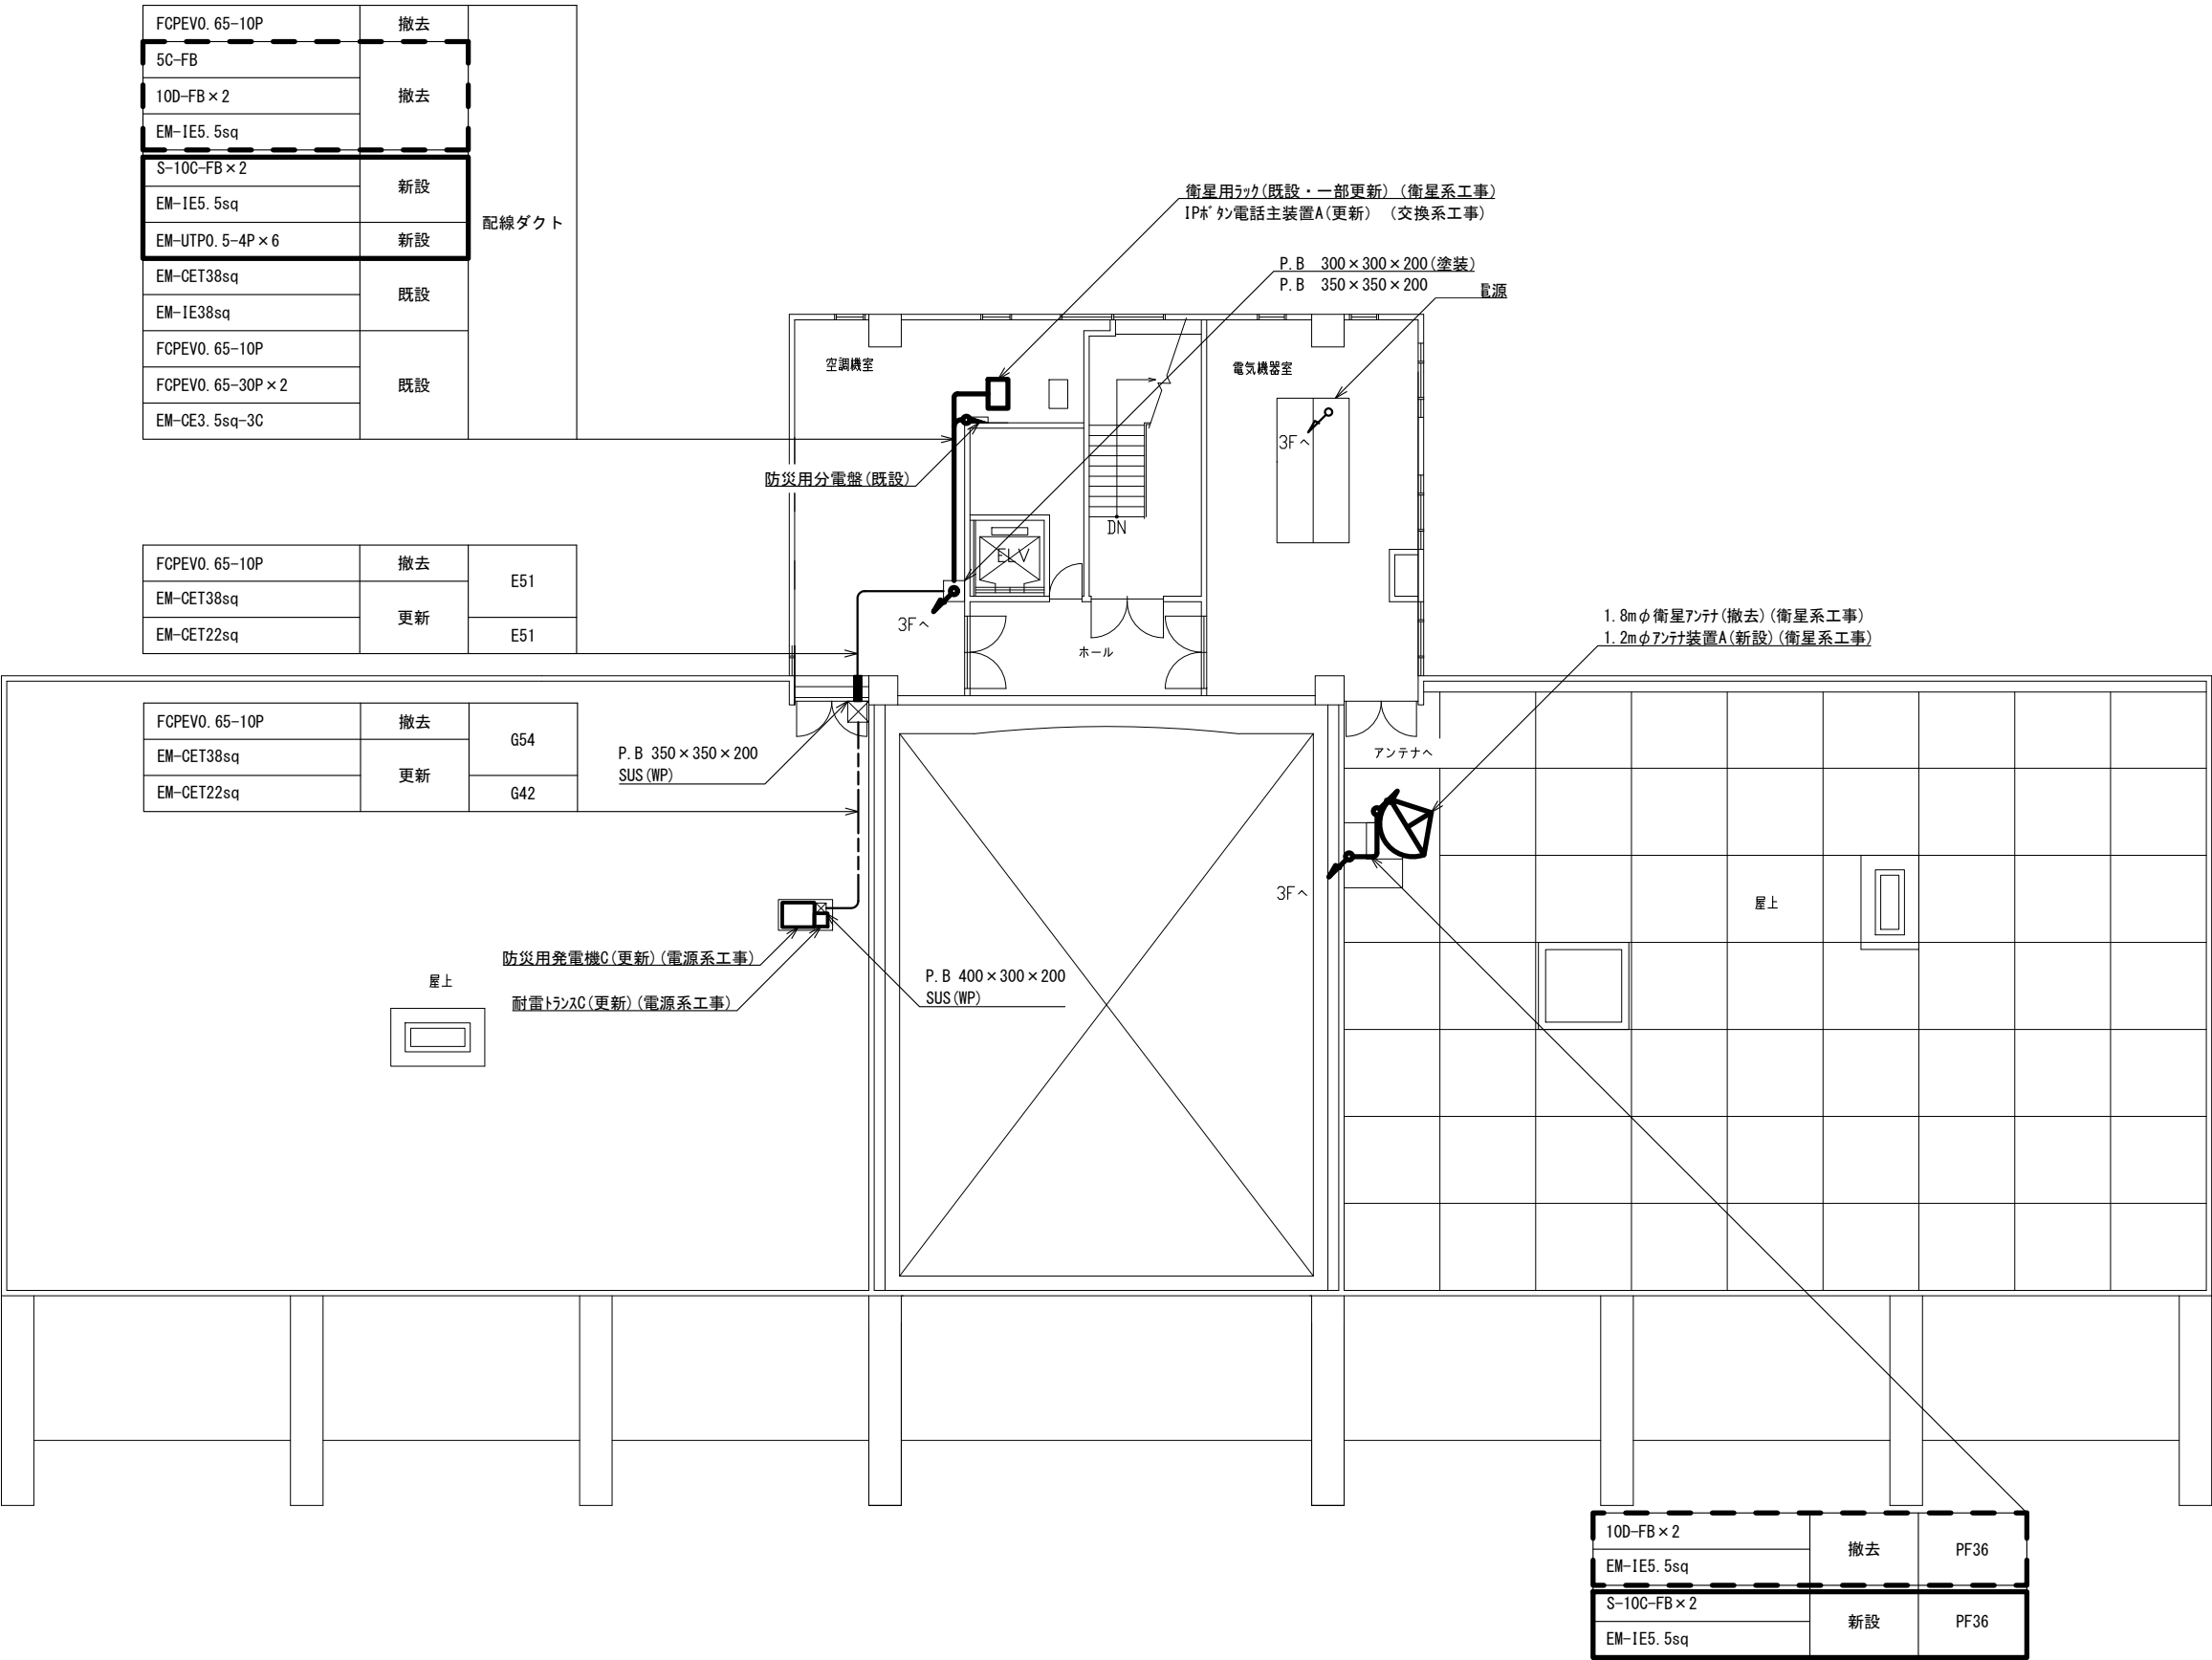 FCPEV0.65-10P 撤去
5C-FB
10D-FB×2 撤去
EM-IE5.5sq
S-10C-FB×2 新設
EM-IE5.5sq
EM-UTP0.5-4P×6 新設
配線ダクト
EM-CET38sq 既設
EM-IE38sq
FCPEV0.65-10P
FCPEV0.65-30P×2 既設
EM-CE3.5sq-3C
衛星用ﾗｯｸ(既設・一部更新) (衛星系工事)
IPﾎﾞﾀﾝ電話主装置A(更新) (交換系工事)
P.B 300×300×200(塗装)
P.B 350×350×200
電源
空調機室
電気機器室
3Fへ
防災用分電盤(既設)
DN
ELV
3Fへ
ホール
FCPEV0.65-10P 撤去 E51
EM-CET38sq 更新
EM-CET22sq E51
1.8mφ衛星ｱﾝﾃﾅ(撤去)(衛星系工事)
1.2mφｱﾝﾃﾅ装置A(新設)(衛星系工事)
FCPEV0.65-10P 撤去 G54
EM-CET38sq 更新
EM-CET22sq G42
P.B 350×350×200
SUS(WP)
アンテナへ
3Fへ
屋上
防災用発電機C(更新)(電源系工事)
耐雷ﾄﾗﾝｽC(更新)(電源系工事)
P.B 400×300×200
SUS(WP)
屋上
10D-FB×2 撤去 PF36
EM-IE5.5sq
S-10C-FB×2 新設 PF36
EM-IE5.5sq